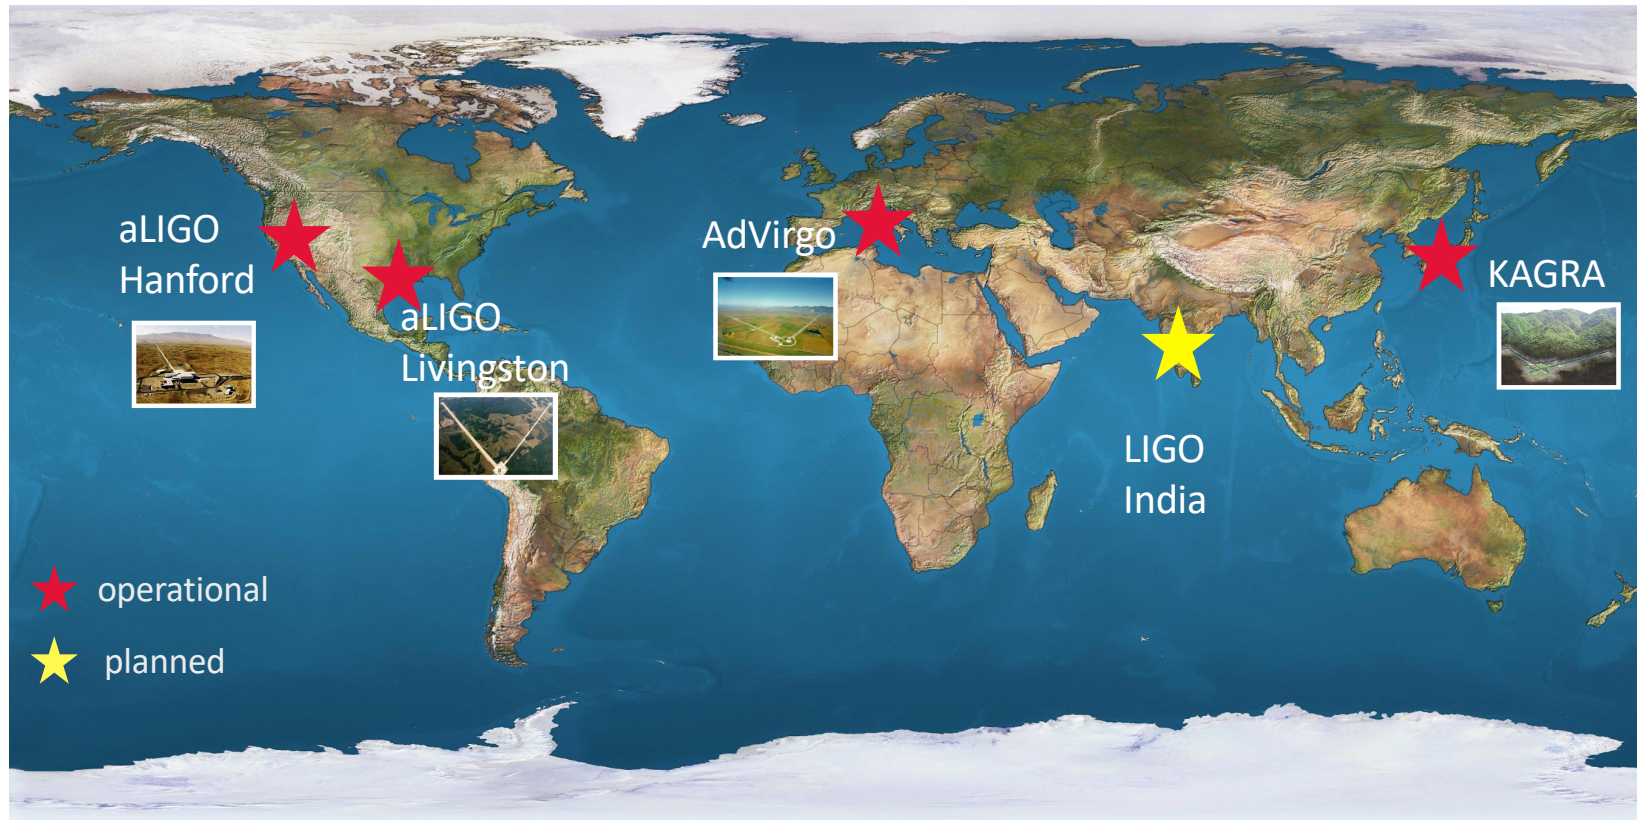 aLIGO
Hanford
aLIGO
Livingston
AdVirgo
KAGRA
LIGO
India
operational
planned